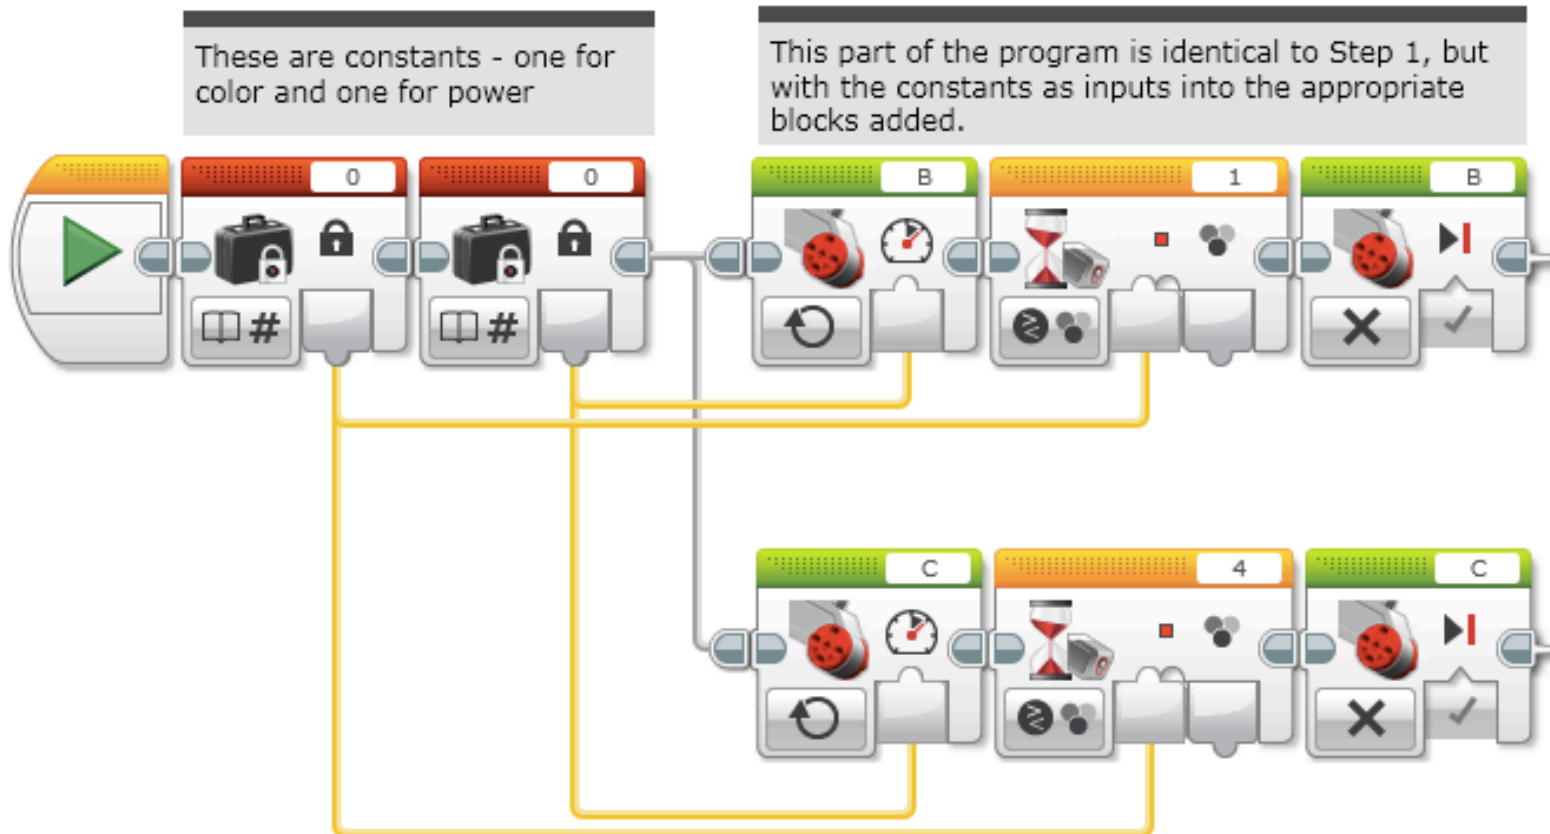 These are constants - one for
color and one for power
This part of the program is identical to Step 1, but
with the constants as inputs into the appropriate
blocks added.
0
0
B
1
B
#
#
C
4
C